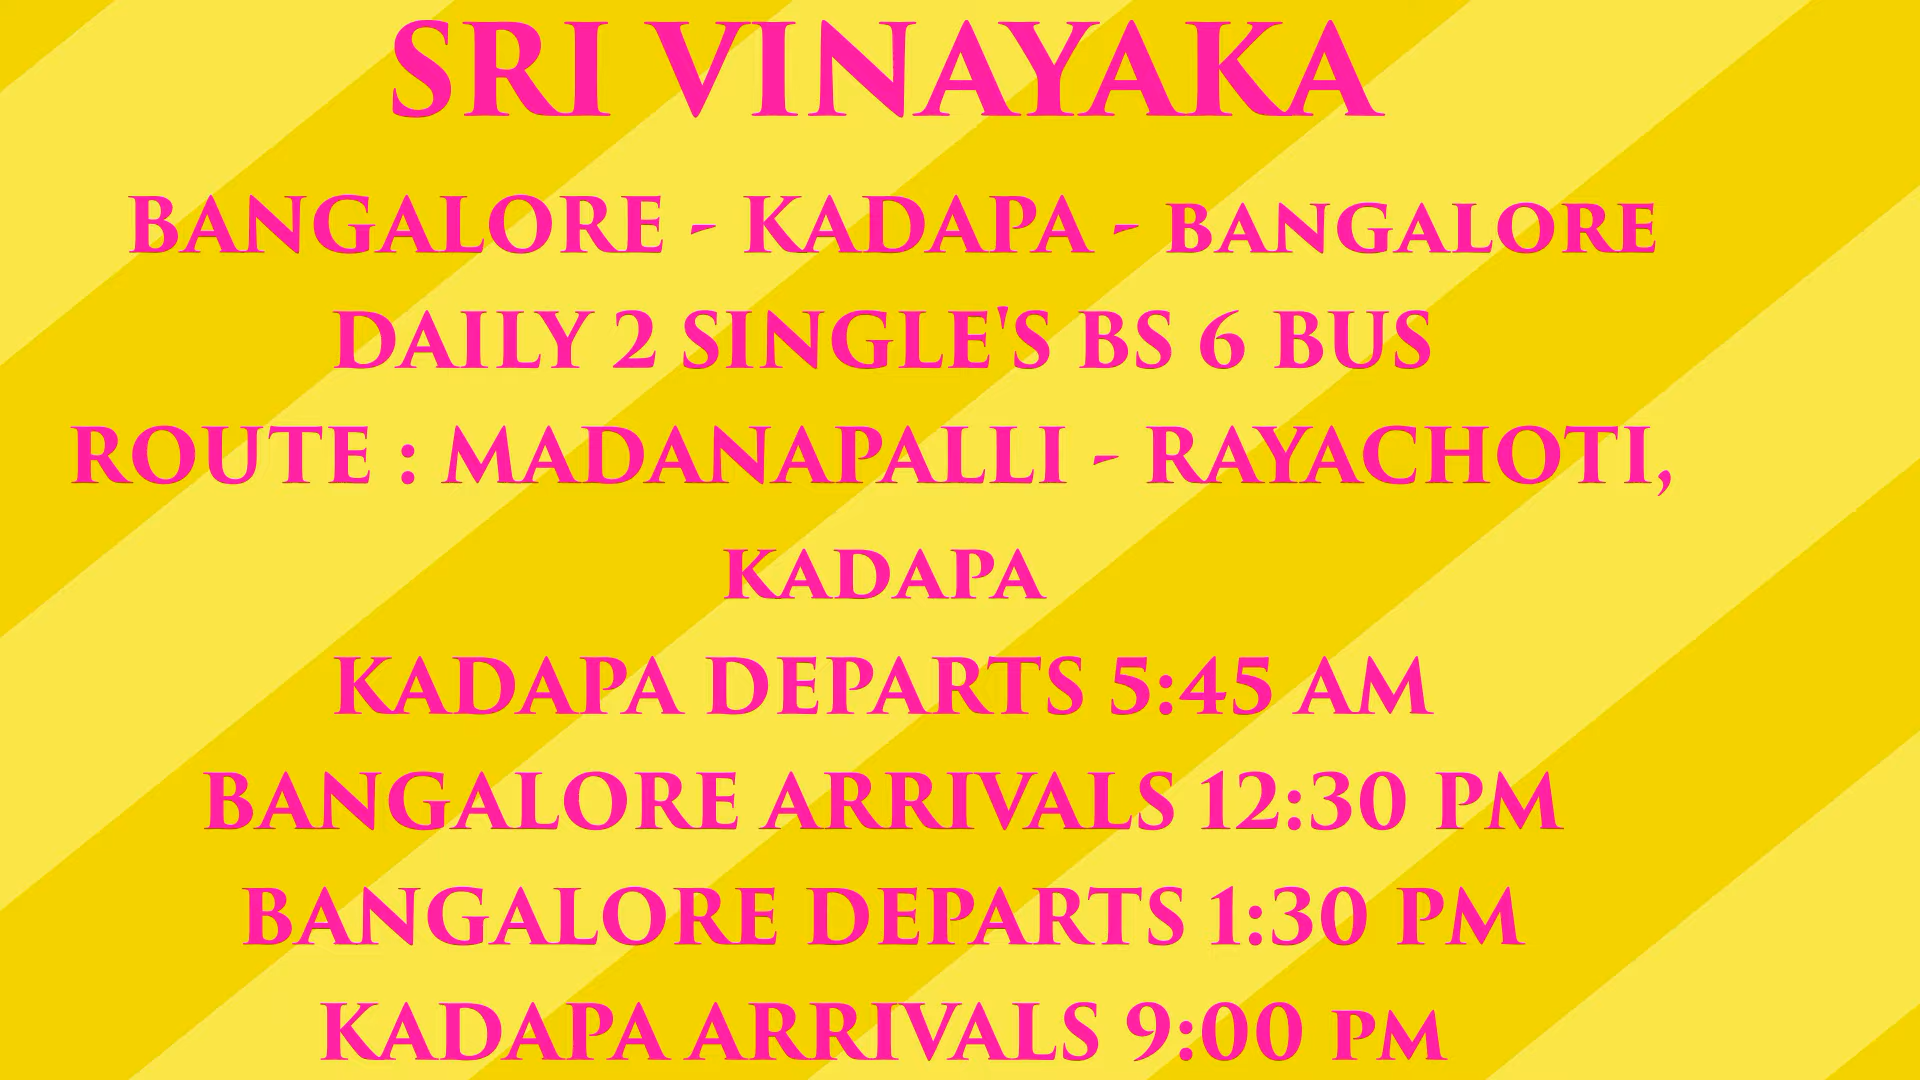 SRI VINAYAKA
BANGALORE - KADAPA - BANGALORE
DAILY 2 SINGLE'S BS 6 BUS
ROUTE : MADANAPALLI - RAYACHOTI,
KADAPA
KADAPA DEPARTS 5:45 AM
BANGALORE ARRIVALS 12:30 PM
BANGALORE DEPARTS 1:30 PM
KADAPA ARRIVALS 9:00 PM